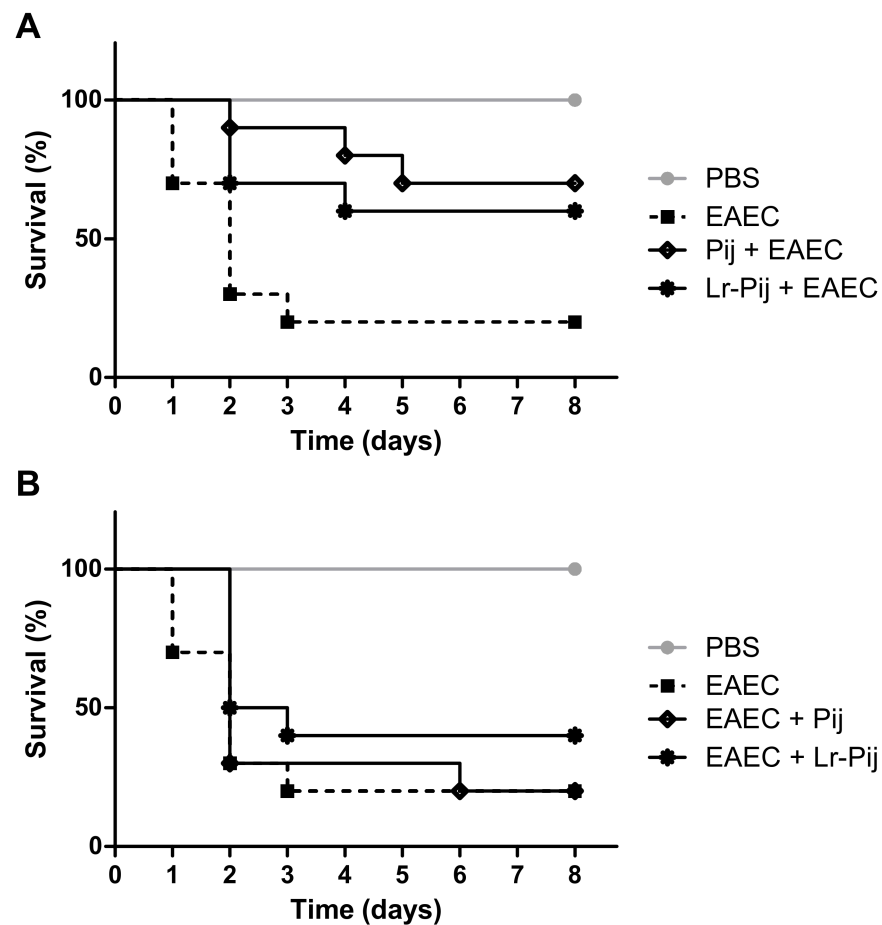 A
Survival (%)
100
50
0
0 1 2 3 4 5 6 7 8
Time (days)
PBS
EAEC
Pij + EAEC
Lr-Pij + EAEC
B
Survival (%)
100
50
0
0 1 2 3 4 5 6 7 8
Time (days)
PBS
EAEC
EAEC + Pij
EAEC + Lr-Pij